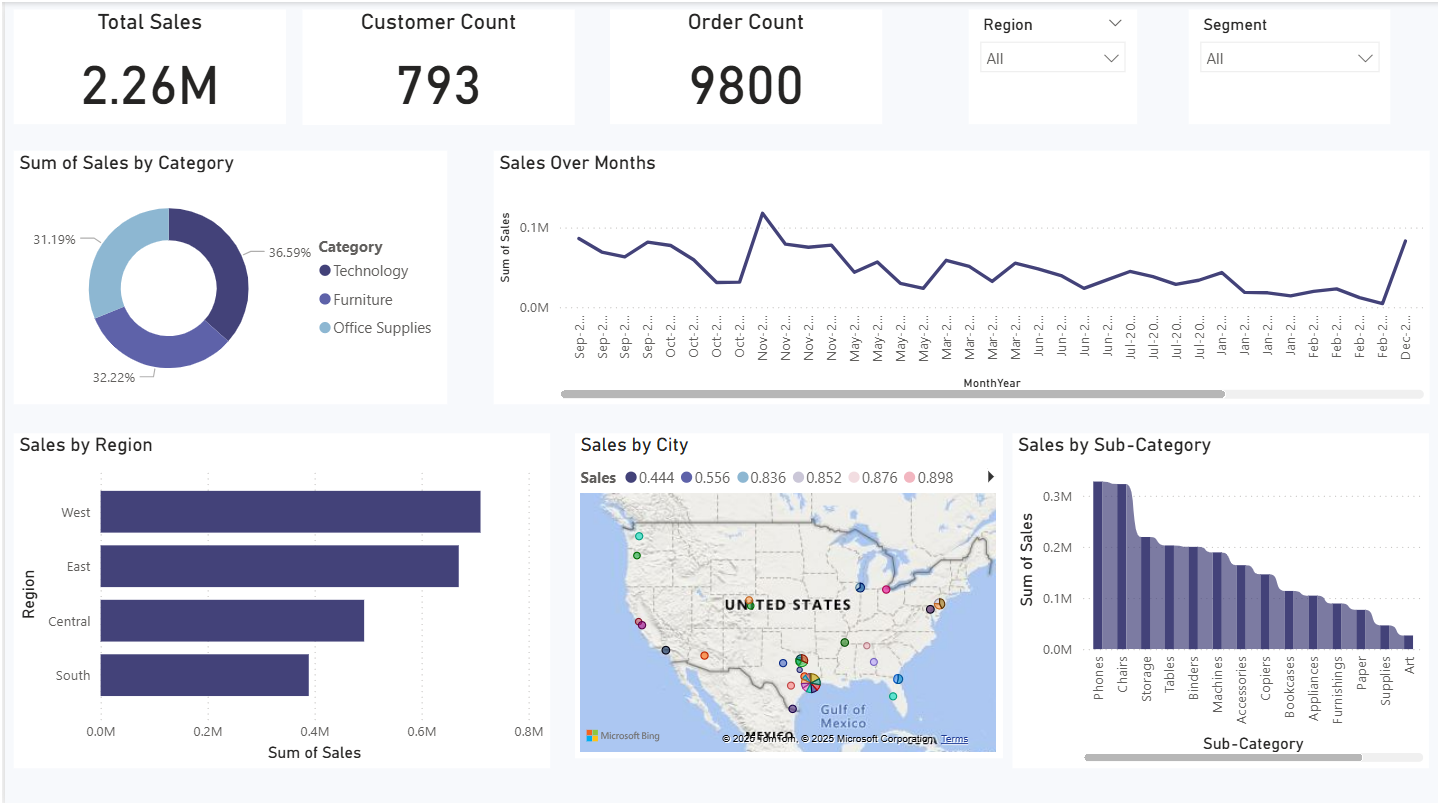 Total Sales
2.26M
Customer Count
793
Order Count
9800
Region
All
Segment
All
Sum of Sales by Category
31.19%
36.59%
32.22%
Category
Technology
Furniture
Office Supplies
Sales Over Months
Sum of Sales
0.1M
0.0M
Sep-2...
Sep-2...
Sep-2...
Sep-2...
Oct-2...
Oct-2...
Oct-2...
Oct-2...
Nov-2...
Nov-2...
Nov-2...
Nov-2...
May-2...
May-2...
May-2...
May-2...
Mar-2...
Mar-2...
Mar-2...
Mar-2...
Jun-2...
Jun-2...
Jun-2...
Jun-2...
Jul-20...
Jul-20...
Jul-20...
Jul-20...
Jan-2...
Jan-2...
Jan-2...
Jan-2...
Feb-2...
Feb-2...
Feb-2...
Feb-2...
Dec-2...
MonthYear
Sales by Region
Region
West
East
Central
South
0.0M 0.2M 0.4M 0.6M 0.8M
Sum of Sales
Sales by City
Sales 0.444 0.556 0.836 0.852 0.876 0.898
UNITED STATES
Gulf of
Mexico
MEXICO
Microsoft Bing
TomTom, © 2025 Microsoft Corporation, Terms
Sales by Sub-Category
Sum of Sales
0.3M
0.2M
0.1M
0.0M
Phones
Chairs
Storage
Tables
Binders
Machines
Accessories
Copiers
Bookcases
Appliances
Furnishings
Paper
Supplies
Art
Sub-Category